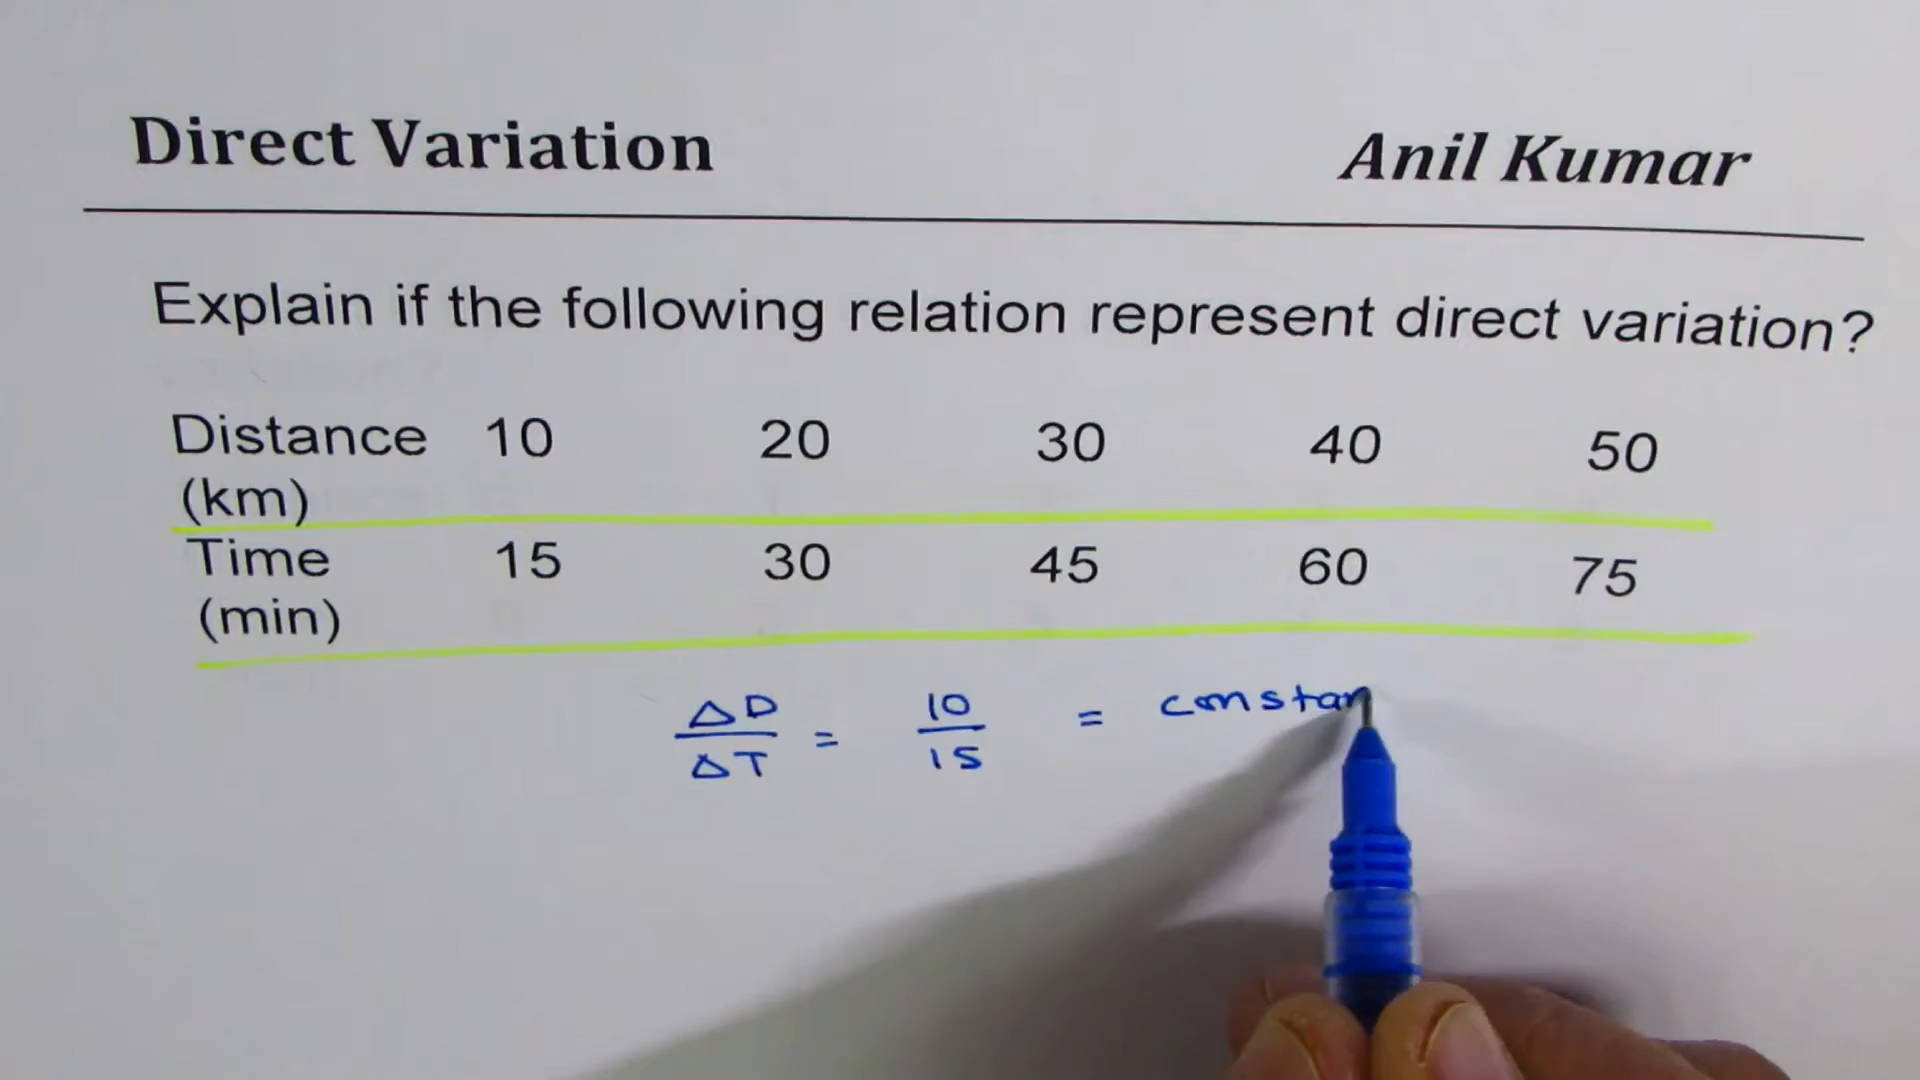 Direct Variation Anil Kumar
Explain if the following relation represent direct variation?
Distance 10 20 30 40 50
(km)
Time 15 30 45 60 75
(min)
ΔD/ΔT = 10/15 = constan